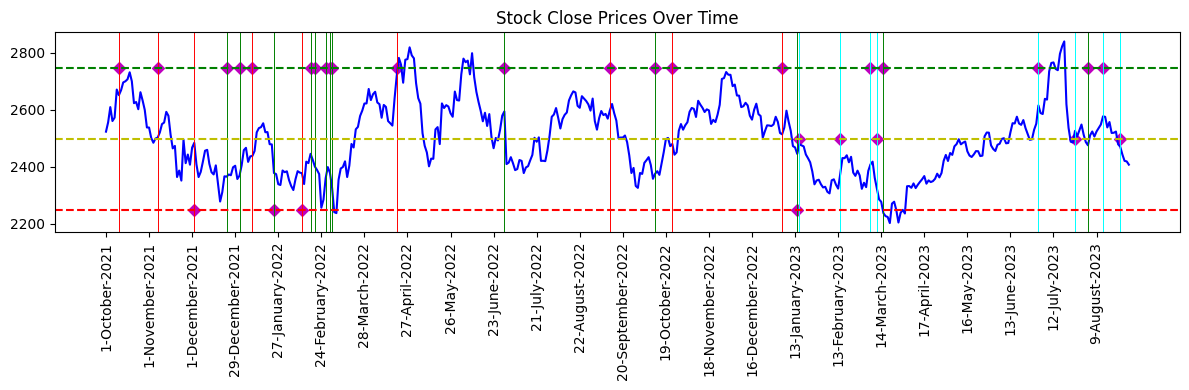 Stock Close Prices Over Time
2800
2700
2600
2500
2400
2300
2200
1-October-2021
1-November-2021
1-December-2021
29-December-2021
27-January-2022
24-February-2022
28-March-2022
27-April-2022
26-May-2022
23-June-2022
21-July-2022
22-August-2022
20-September-2022
19-October-2022
18-November-2022
16-December-2022
13-January-2023
13-February-2023
14-March-2023
17-April-2023
16-May-2023
13-June-2023
12-July-2023
9-August-2023